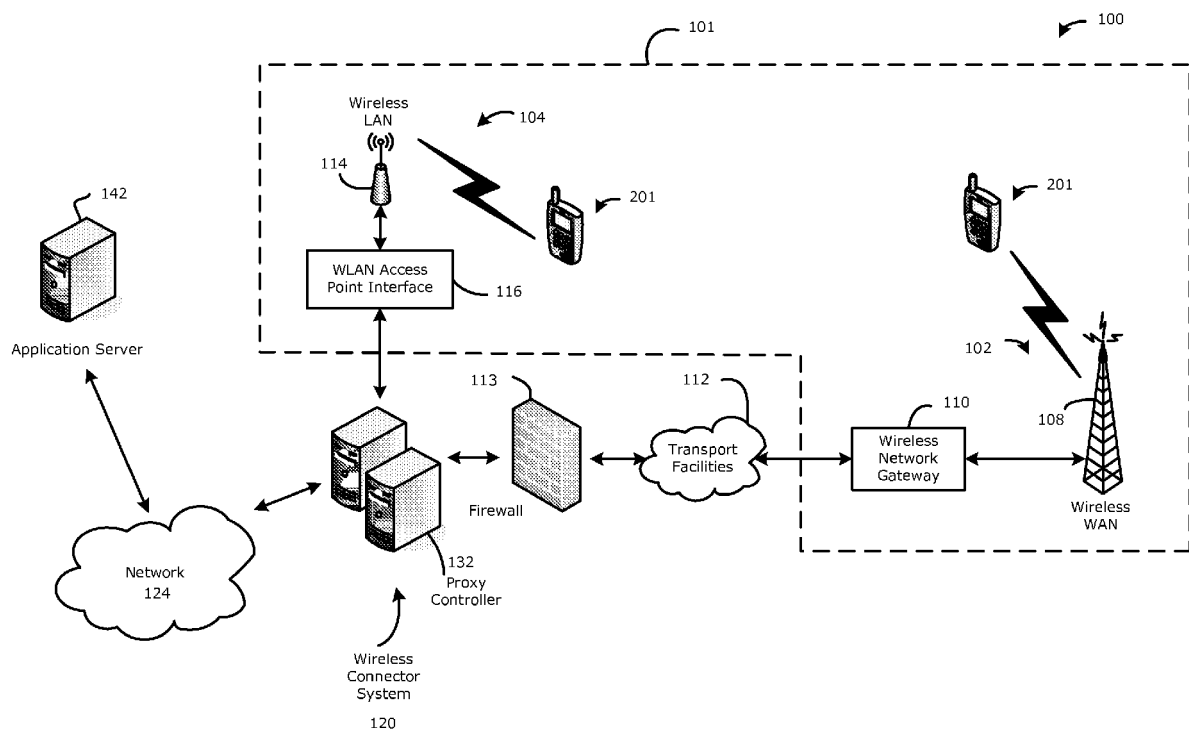 100
101
Wireless
LAN
104
114
201
142
201
WLAN Access
Point Interface
116
Application Server
102
113
112
110
108
Transport
Facilities
Wireless
Network
Gateway
Firewall
Wireless
WAN
132
Proxy
Controller
Network
124
Wireless
Connector
System
120